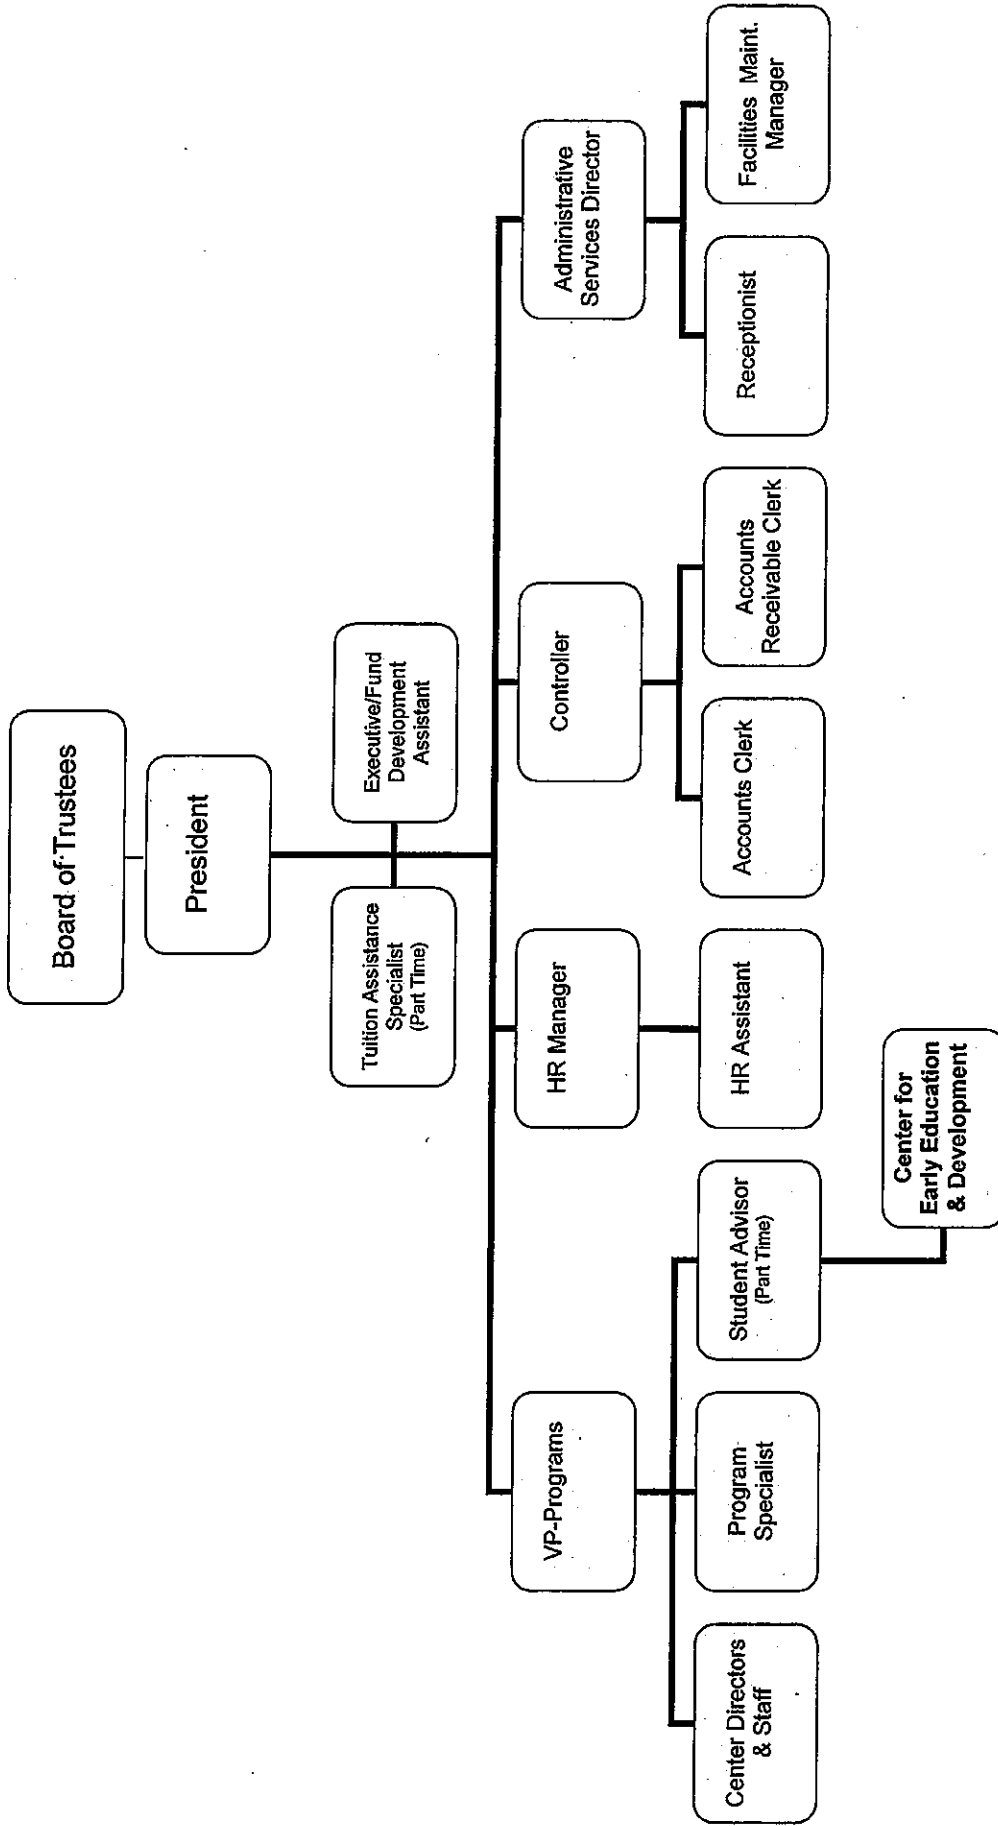 Board of Trustees
President
Tuition Assistance
Specialist
(Part Time)
Executive/Fund
Development
Assistant
VP-Programs
HR Manager
Controller
Administrative
Services Director
Center Directors
& Staff
Program
Specialist
Student Advisor
(Part Time)
HR Assistant
Accounts Clerk
Accounts
Receivable Clerk
Receptionist
Facilities Maint.
Manager
Center for
Early Education
& Development